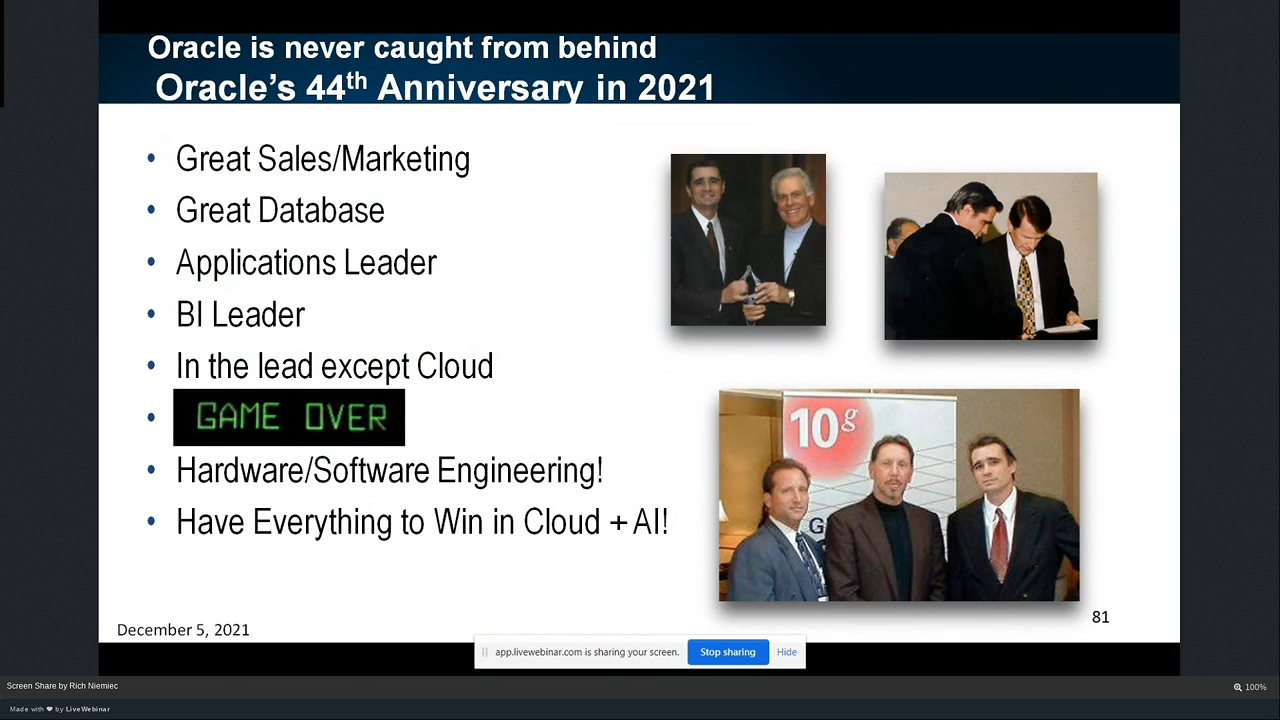 Oracle is never caught from behind
Oracle's 44th Anniversary in 2021
• Great Sales/Marketing
• Great Database
• Applications Leader
• BI Leader
• In the lead except Cloud
• GAME OVER
• Hardware/Software Engineering!
• Have Everything to Win in Cloud + AI!
10g
G
December 5, 2021
81
app.livewebinar.com is sharing your screen.
Stop sharing
Hide
Screen Share by Rich Niemiec
100%
Made with ❤ by LiveWebinar